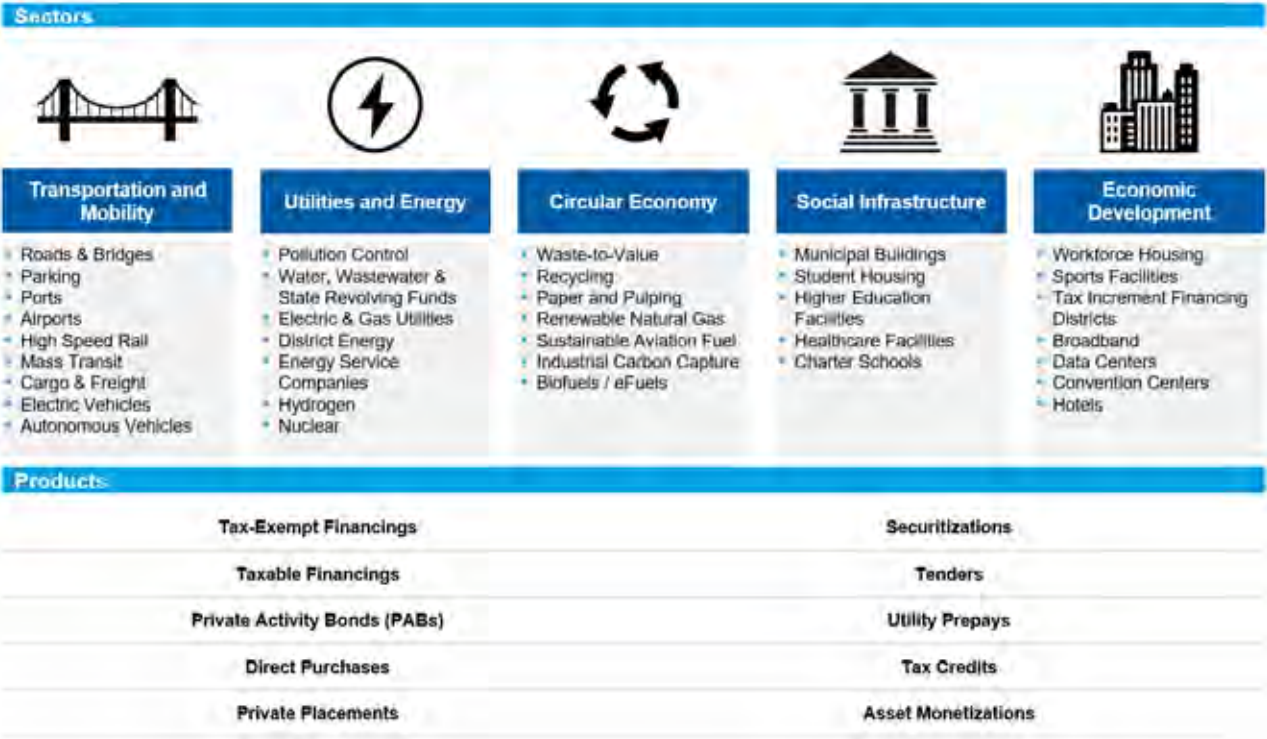 Sectors
Transportation and
Mobility
• Roads & Bridges
• Parking
• Ports
• Airports
• High Speed Rail
• Mass Transit
• Cargo & Freight
• Electric Vehicles
• Autonomous Vehicles
Utilities and Energy
• Pollution Control
• Water, Wastewater &
State Revolving Funds
• Electric & Gas Utilities
• District Energy
• Energy Service
Companies
• Hydrogen
• Nuclear
Circular Economy
• Waste-to-Value
• Recycling
• Paper and Pulping
• Renewable Natural Gas
• Sustainable Aviation Fuel
• Industrial Carbon Capture
• Biofuels / eFuels
Social Infrastructure
• Municipal Buildings
• Student Housing
• Higher Education
Facilities
• Healthcare Facilities
• Charter Schools
Economic
Development
• Workforce Housing
• Sports Facilities
• Tax Increment Financing
Districts
• Broadband
• Data Centers
• Convention Centers
• Hotels
Products
Tax-Exempt Financings
Securitizations
Taxable Financings
Tenders
Private Activity Bonds (PABs)
Utility Prepays
Direct Purchases
Tax Credits
Private Placements
Asset Monetizations